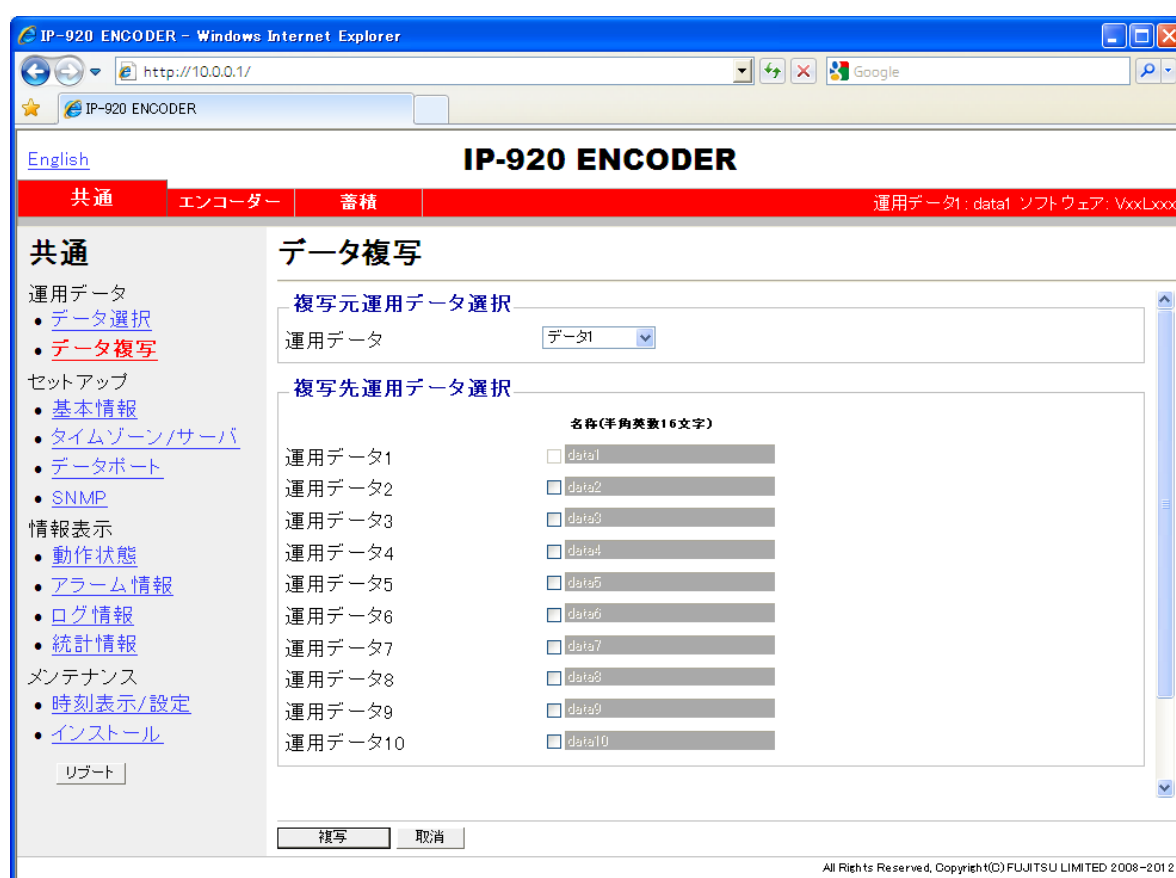 IP-920 ENCODER - Windows Internet Explorer
http://10.0.0.1/
Google
IP-920 ENCODER
English
IP-920 ENCODER
共通
エンコーダー
蓄積
運用データ1 : data1 ソフトウェア: VxxLxxx
共通
運用データ
データ選択
データ複写
セットアップ
基本情報
タイムゾーン/サーバ
データポート
SNMP
情報表示
動作状態
アラーム情報
ログ情報
統計情報
メンテナンス
時刻表示/設定
インストール
リブート
データ複写
複写元運用データ選択
運用データ データ1
複写先運用データ選択
名称(半角英数16文字)
運用データ1 data1
運用データ2 data2
運用データ3 data3
運用データ4 data4
運用データ5 data5
運用データ6 data6
運用データ7 data7
運用データ8 data8
運用データ9 data9
運用データ10 data10
複写 取消
All Rights Reserved, Copyright(C) FUJITSU LIMITED 2008-2012